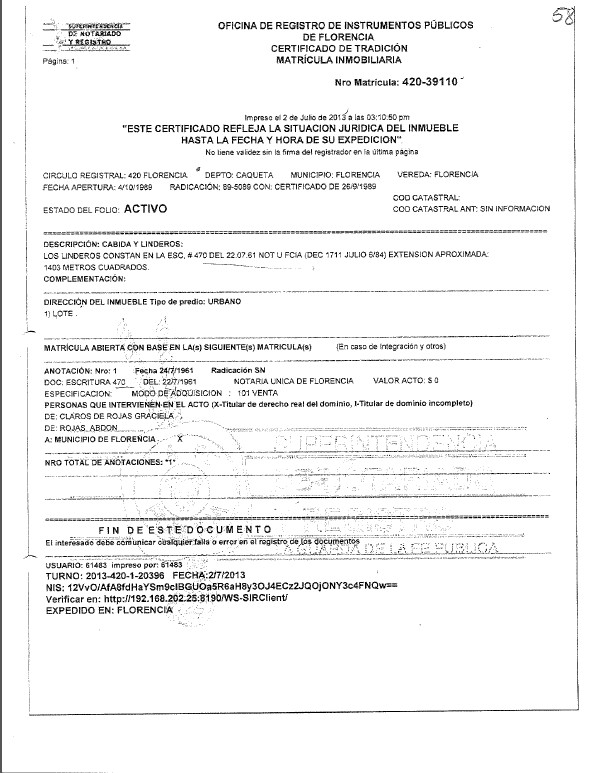 58
SUPERINTENDENCIA
DE NOTARIADO
Y REGISTRO
OFICINA DE REGISTRO DE INSTRUMENTOS PÚBLICOS
DE FLORENCIA
CERTIFICADO DE TRADICIÓN
MATRÍCULA INMOBILIARIA
Página: 1
Nro Matrícula: 420-39110
Impreso el 2 de Julio de 2013 a las 03:10:50 pm
"ESTE CERTIFICADO REFLEJA LA SITUACION JURIDICA DEL INMUEBLE
HASTA LA FECHA Y HORA DE SU EXPEDICION"
No tiene validez sin la firma del registrador en la última página
CIRCULO REGISTRAL: 420 FLORENCIA DEPTO: CAQUETA MUNICIPIO: FLORENCIA VEREDA: FLORENCIA
FECHA APERTURA: 4/10/1989 RADICACIÓN: 89-5089 CON: CERTIFICADO DE 26/9/1989
COD CATASTRAL:
ESTADO DEL FOLIO: ACTIVO COD CATASTRAL ANT: SIN INFORMACION
DESCRIPCIÓN: CABIDA Y LINDEROS:
LOS LINDEROS CONSTAN EN LA ESC, # 470 DEL 22.07.61 NOT U FCIA (DEC 1711 JULIO 6/84) EXTENSION APROXIMADA:
1403 METROS CUADRADOS.
COMPLEMENTACIÓN:
DIRECCIÓN DEL INMUEBLE Tipo de predio: URBANO
1) LOTE .
MATRÍCULA ABIERTA CON BASE EN LA(s) SIGUIENTE(s) MATRICULA(s) (En caso de Integración y otros)
ANOTACIÓN: Nro: 1 Fecha 24/7/1961 Radicación SN
DOC: ESCRITURA 470 DEL: 22/7/1961 NOTARIA UNICA DE FLORENCIA VALOR ACTO: $ 0
ESPECIFICACION: MODO DE ADQUISICION : 101 VENTA
PERSONAS QUE INTERVIENEN EN EL ACTO (X-Titular de derecho real del dominio, I-Titular de dominio incompleto)
DE: CLAROS DE ROJAS GRACIELA
DE: ROJAS ABDON
A: MUNICIPIO DE FLORENCIA X
SUPERINTENDENCIA
NRO TOTAL DE ANOTACIONES: *1*
FIN DE ESTE DOCUMENTO
El interesado debe comunicar cualquier falla o error en el registro de los documentos
LA GUARDA DE LA FE PUBLICA
USUARIO: 61483 impreso por: 61483
TURNO: 2013-420-1-20396 FECHA:2/7/2013
NIS: 12VvO/AfA8fdHaYSm9cIBGUOa5R6aH8y3OJ4ECz2JQOjONY3c4FNQw==
Verificar en: http://192.168.202.25:8190/WS-SIRClient/
EXPEDIDO EN: FLORENCIA